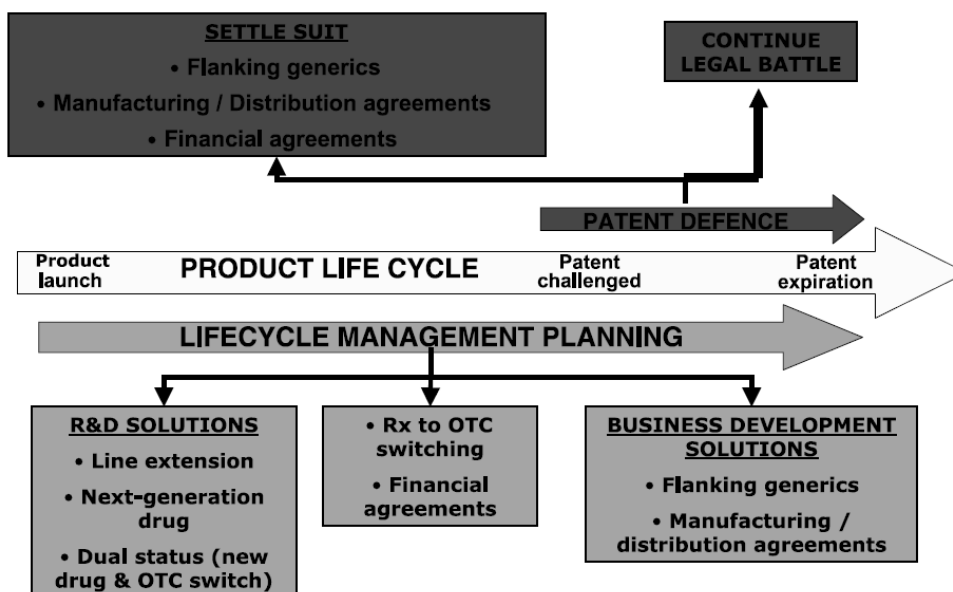 SETTLE SUIT
• Flanking generics
• Manufacturing / Distribution agreements
• Financial agreements
CONTINUE
LEGAL BATTLE
PATENT DEFENCE
Product
launch
PRODUCT LIFE CYCLE
Patent
challenged
Patent
expiration
LIFECYCLE MANAGEMENT PLANNING
R&D SOLUTIONS
• Line extension
• Next-generation
drug
• Dual status (new
drug & OTC switch)
• Rx to OTC
switching
• Financial
agreements
BUSINESS DEVELOPMENT
SOLUTIONS
• Flanking generics
• Manufacturing /
distribution agreements